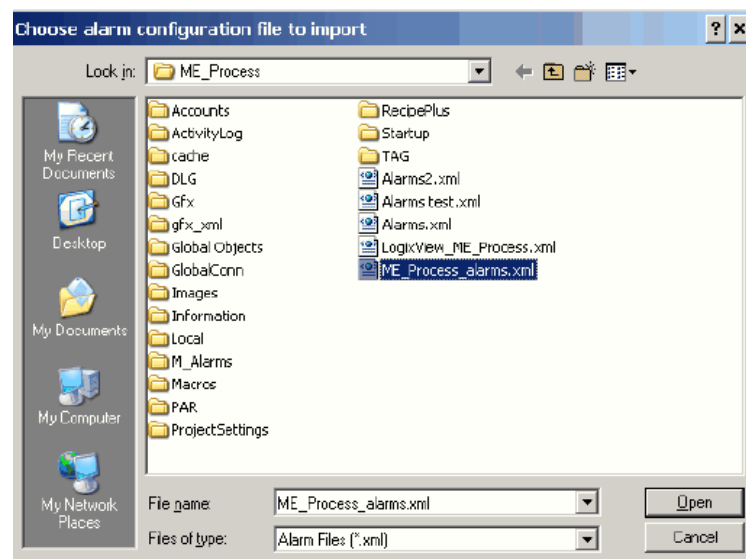 Choose alarm configuration file to import
Look in:
ME_Process
My Recent
Documents
Desktop
My Documents
My Computer
My Network
Places
Accounts
ActivityLog
cache
DLG
Gfx
gfx_xml
Global Objects
GlobalConn
Images
Information
Local
M_Alarms
Macros
PAR
ProjectSettings
RecipePlus
Startup
TAG
Alarms2.xml
Alarms test.xml
Alarms.xml
LogixView_ME_Process.xml
ME_Process_alarms.xml
File name:
ME_Process_alarms.xml
Open
Files of type:
Alarm Files (*.xml)
Cancel